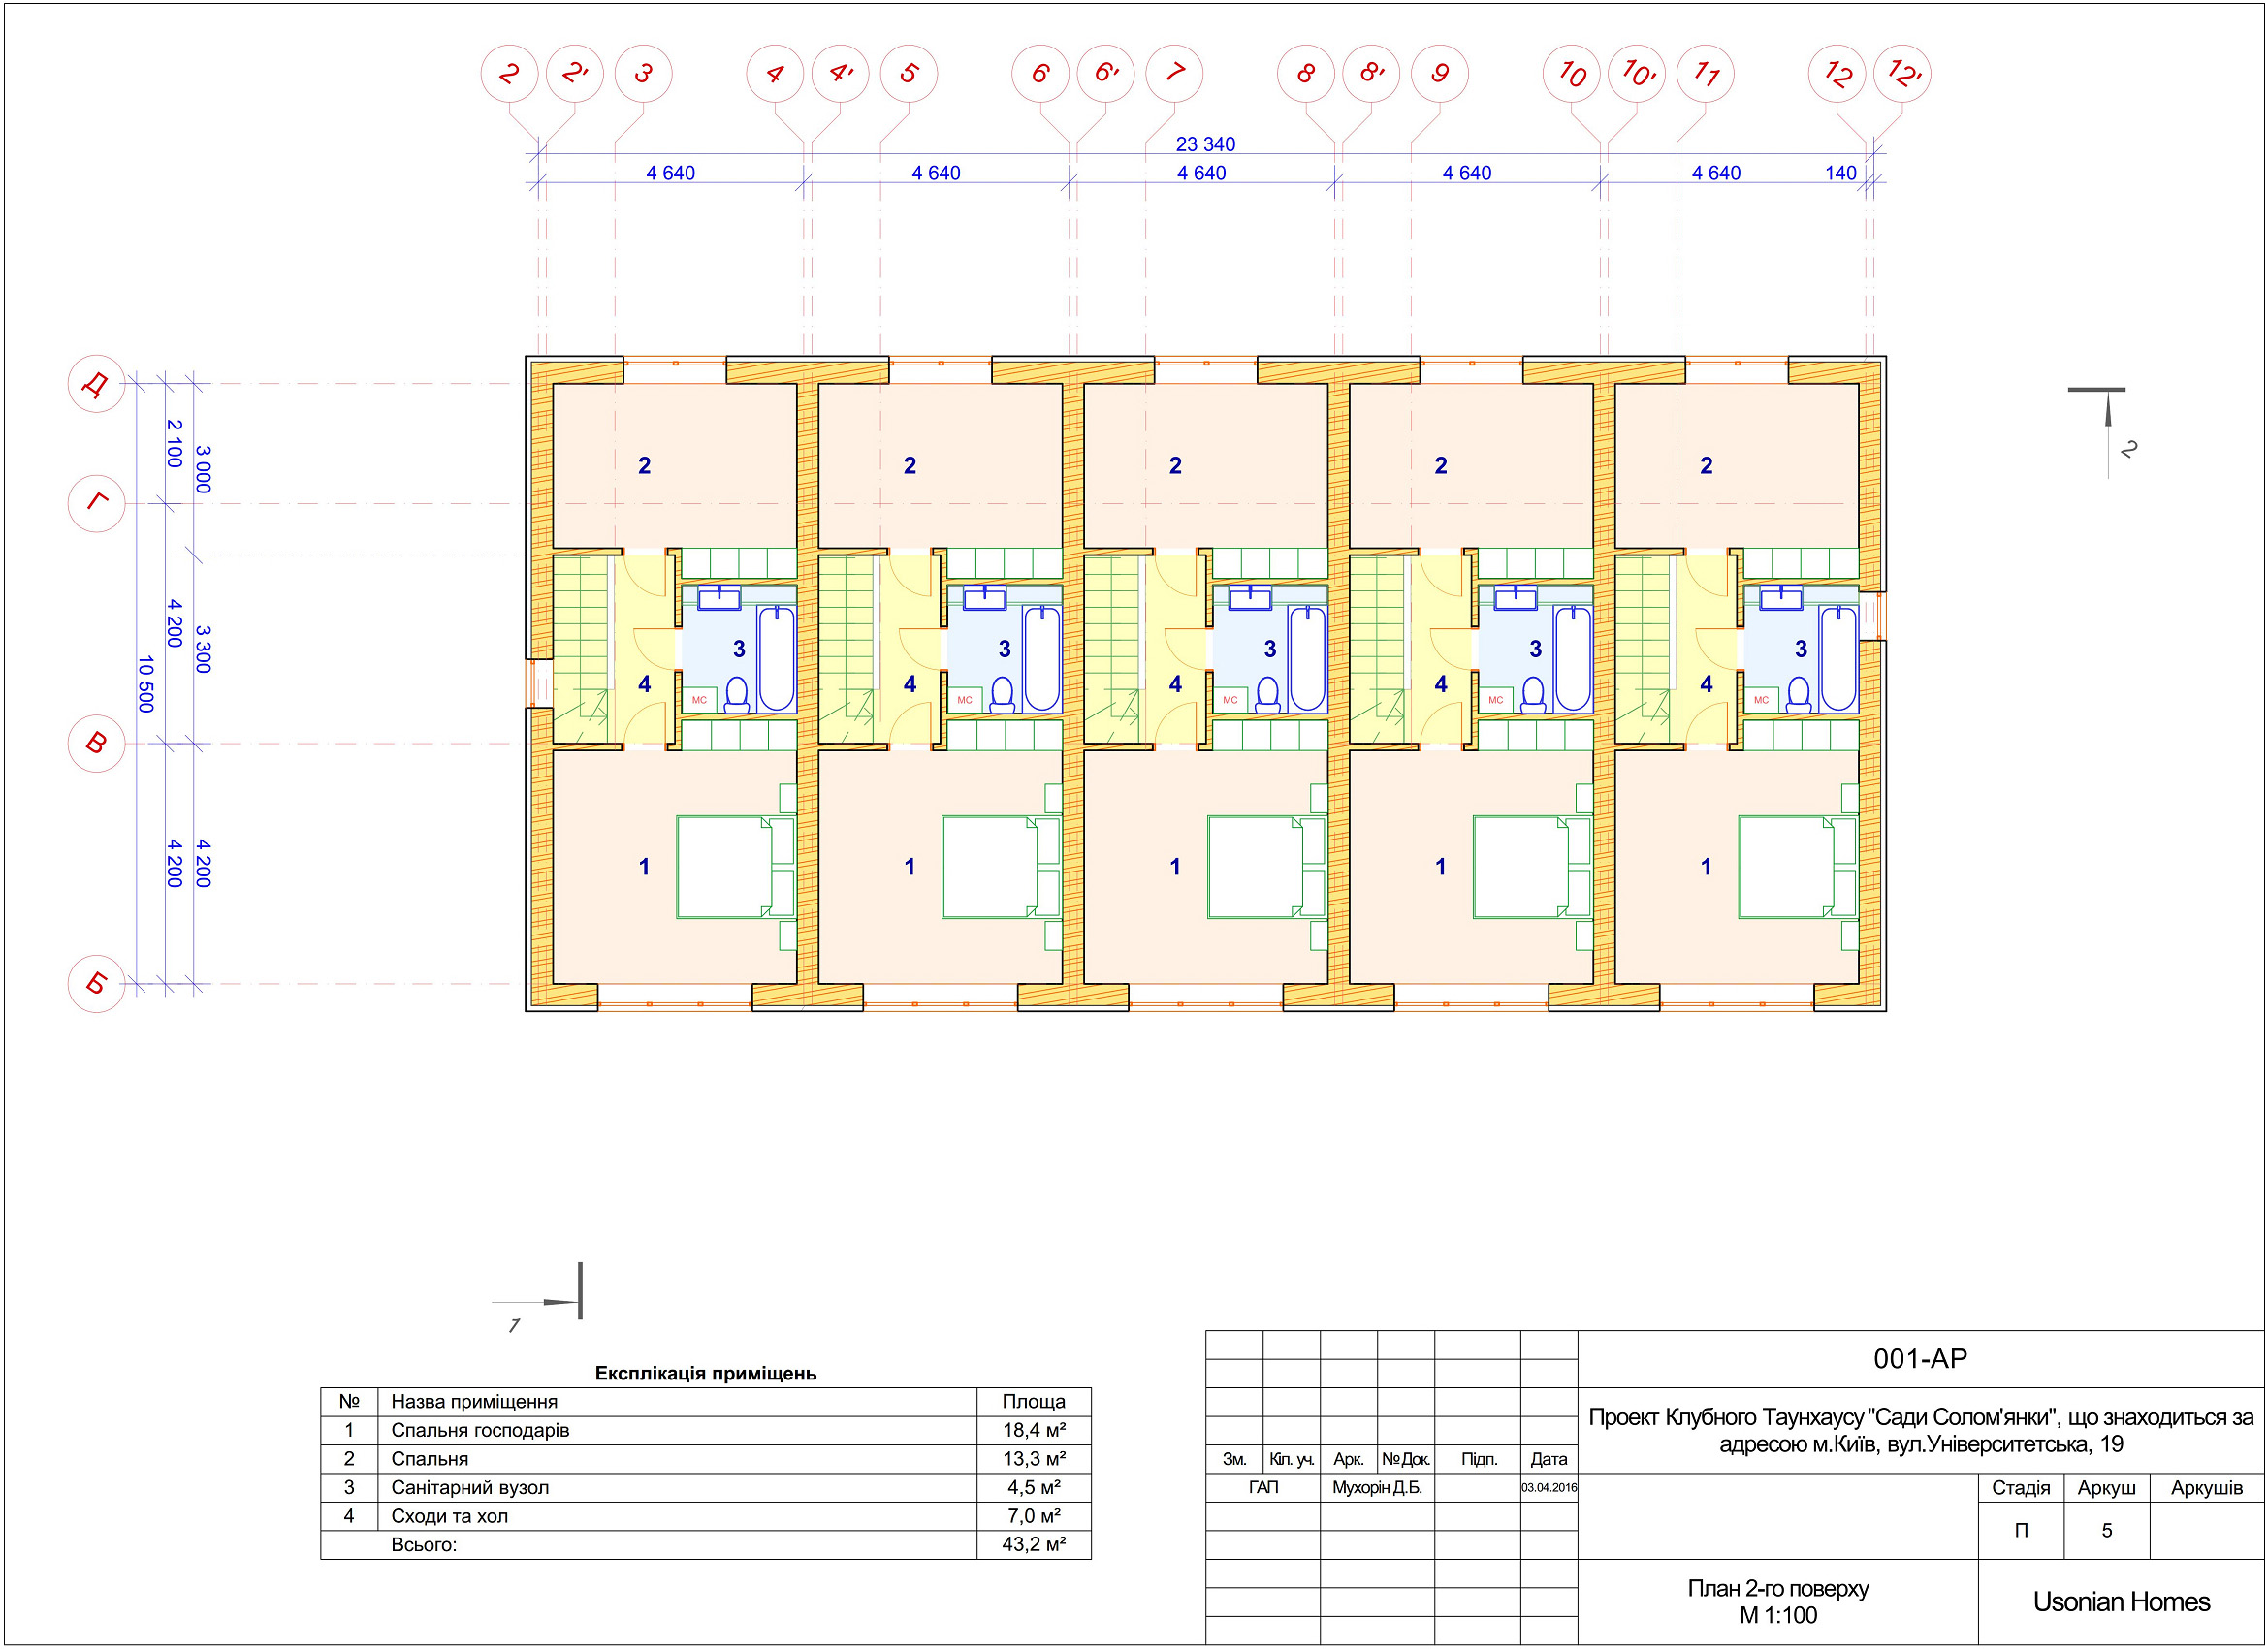 2 2' 3 4 4' 5 6 6' 7 8 8' 9 10 10' 11 12 12'
23 340
4 640 4 640 4 640 4 640 4 640 140
Д
2 100 3 000
Г
4 200 3 300
10 500
В
4 200 4 200
Б
2
2 2 2 2 2
3 3 3 3 3
4 4 4 4 4
МС МС МС МС МС
1 1 1 1 1
1
Експлікація приміщень
№ Назва приміщення Площа
1 Спальня господарів 18,4 м²
2 Спальня 13,3 м²
3 Санітарний вузол 4,5 м²
4 Сходи та хол 7,0 м²
Всього: 43,2 м²
001-АР
Проект Клубного Таунхаусу "Сади Солом'янки", що знаходиться за
адресою м.Київ, вул.Університетська, 19
Зм. Кіл. уч. Арк. №Док. Підп. Дата
ГАП Мухорін Д.Б. 03.04.2016
Стадія Аркуш Аркушів
П 5
План 2-го поверху
М 1:100
Usonian Homes